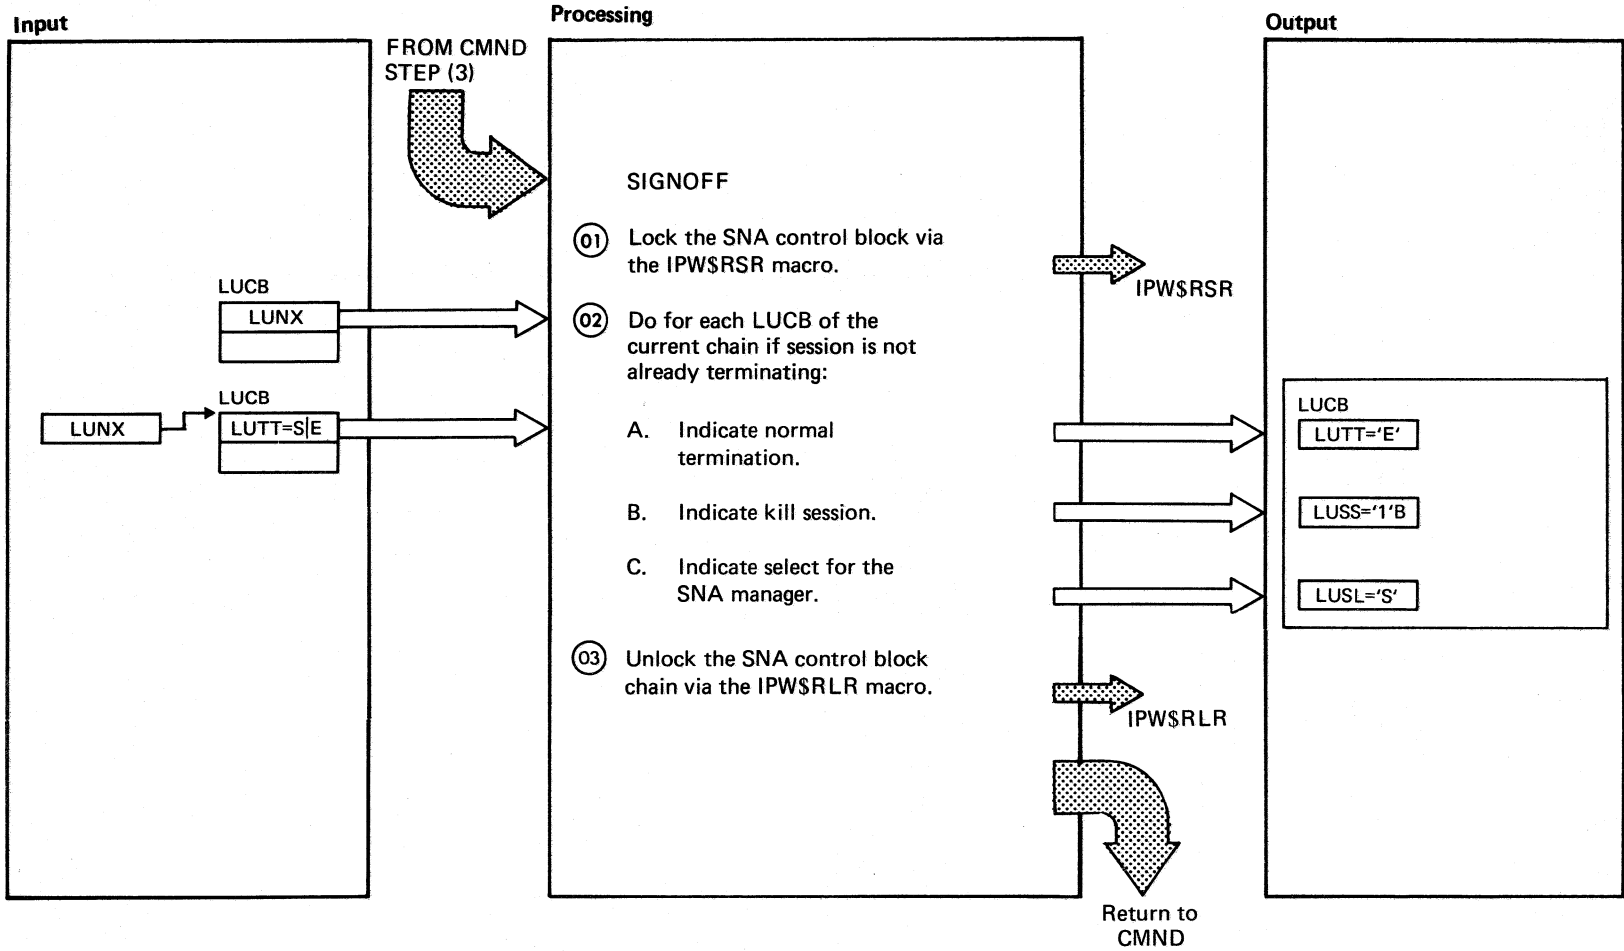 Input
Processing
Output
FROM CMND
STEP (3)
SIGNOFF
01 Lock the SNA control block via
the IPW$RSR macro.
IPW$RSR
LUCB
LUNX
02 Do for each LUCB of the
current chain if session is not
already terminating:
LUCB
LUNX
LUTT=S|E
A. Indicate normal
termination.
LUCB
LUTT='E'
B. Indicate kill session.
LUSS='1'B
C. Indicate select for the
SNA manager.
LUSL='S'
03 Unlock the SNA control block
chain via the IPW$RLR macro.
IPW$RLR
Return to
CMND